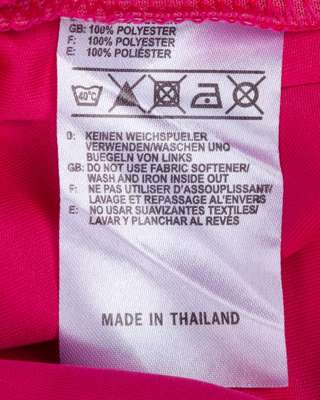 GB: 100% POLYESTER
F: 100% POLYESTER
E: 100% POLIÉSTER
40°C
D: KEINEN WEICHSPUELER
VERWENDEN/WASCHEN UNO
BUEGELN VON LINKS
GB: DO NOT USE FABRIC SOFTENER/
WASH AND IRON INSIDE OUT
F: NE PAS UTILISER D'ASSOUPLISSANT/
LAVAGE ET REPASSAGE AL'ENVERS
E: NO USAR SUAVIZANTES TEXTILES/
LAVAR Y PLANCHAR AL REVÉS
MADE IN THAILAND